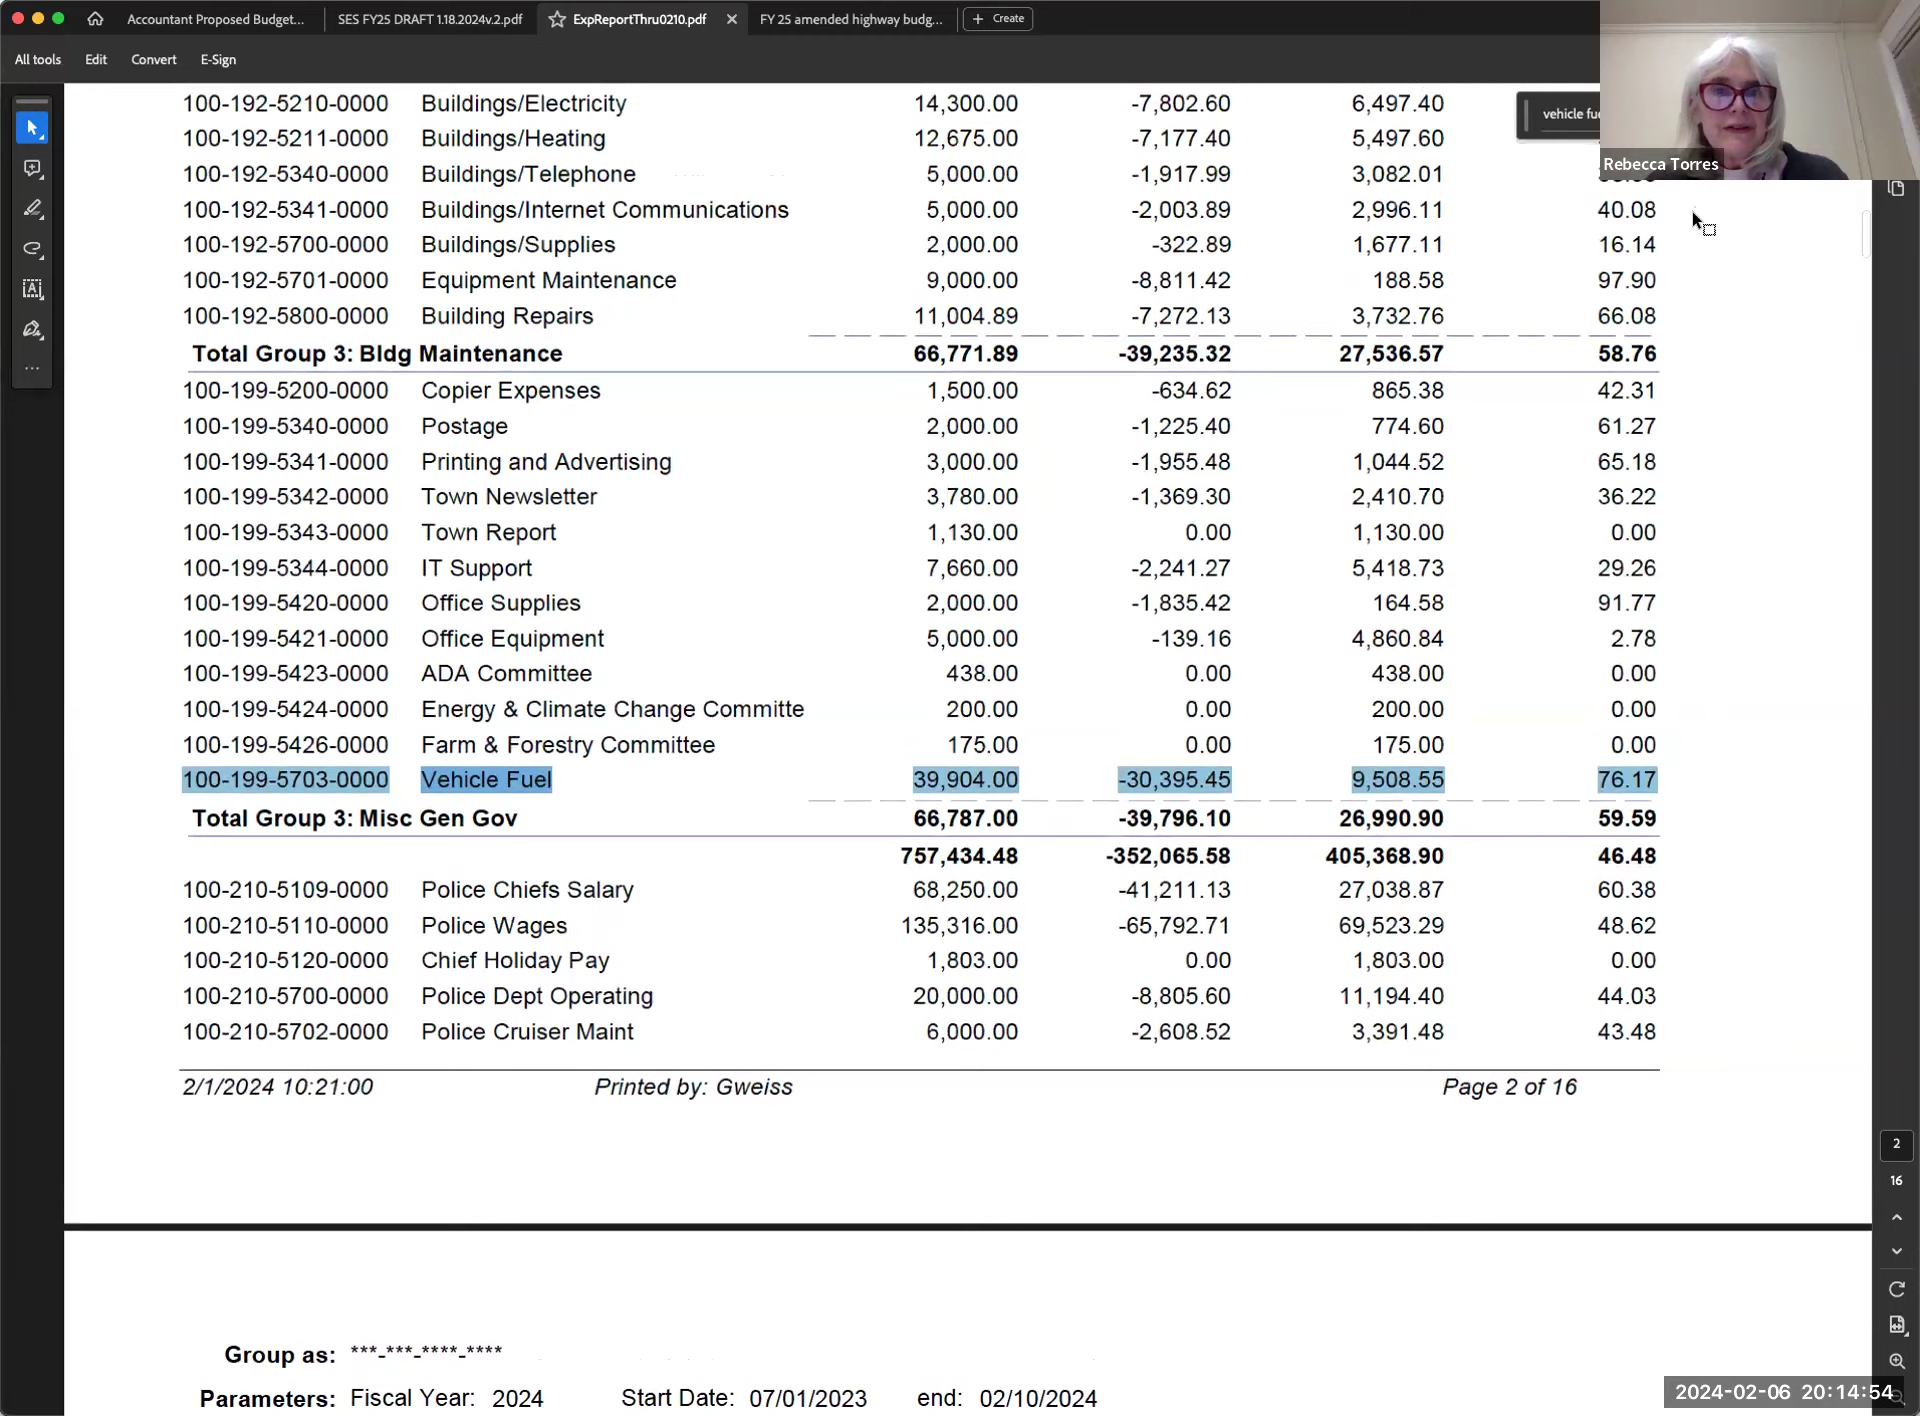 Accountant Proposed Budget... SES FY25 DRAFT 1.18.2024v.2.pdf ExpReportThru0210.pdf FY 25 amended highway budg... + Create
All tools Edit Convert E-Sign
100-192-5210-0000 Buildings/Electricity 14,300.00 -7,802.60 6,497.40
vehicle fu
100-192-5211-0000 Buildings/Heating 12,675.00 -7,177.40 5,497.60
Rebecca Torres
100-192-5340-0000 Buildings/Telephone 5,000.00 -1,917.99 3,082.01
100-192-5341-0000 Buildings/Internet Communications 5,000.00 -2,003.89 2,996.11 40.08
100-192-5700-0000 Buildings/Supplies 2,000.00 -322.89 1,677.11 16.14
100-192-5701-0000 Equipment Maintenance 9,000.00 -8,811.42 188.58 97.90
100-192-5800-0000 Building Repairs 11,004.89 -7,272.13 3,732.76 66.08
Total Group 3: Bldg Maintenance 66,771.89 -39,235.32 27,536.57 58.76
100-199-5200-0000 Copier Expenses 1,500.00 -634.62 865.38 42.31
100-199-5340-0000 Postage 2,000.00 -1,225.40 774.60 61.27
100-199-5341-0000 Printing and Advertising 3,000.00 -1,955.48 1,044.52 65.18
100-199-5342-0000 Town Newsletter 3,780.00 -1,369.30 2,410.70 36.22
100-199-5343-0000 Town Report 1,130.00 0.00 1,130.00 0.00
100-199-5344-0000 IT Support 7,660.00 -2,241.27 5,418.73 29.26
100-199-5420-0000 Office Supplies 2,000.00 -1,835.42 164.58 91.77
100-199-5421-0000 Office Equipment 5,000.00 -139.16 4,860.84 2.78
100-199-5423-0000 ADA Committee 438.00 0.00 438.00 0.00
100-199-5424-0000 Energy & Climate Change Committe 200.00 0.00 200.00 0.00
100-199-5426-0000 Farm & Forestry Committee 175.00 0.00 175.00 0.00
100-199-5703-0000 Vehicle Fuel 39,904.00 -30,395.45 9,508.55 76.17
Total Group 3: Misc Gen Gov 66,787.00 -39,796.10 26,990.90 59.59
757,434.48 -352,065.58 405,368.90 46.48
100-210-5109-0000 Police Chiefs Salary 68,250.00 -41,211.13 27,038.87 60.38
100-210-5110-0000 Police Wages 135,316.00 -65,792.71 69,523.29 48.62
100-210-5120-0000 Chief Holiday Pay 1,803.00 0.00 1,803.00 0.00
100-210-5700-0000 Police Dept Operating 20,000.00 -8,805.60 11,194.40 44.03
100-210-5702-0000 Police Cruiser Maint 6,000.00 -2,608.52 3,391.48 43.48
2/1/2024 10:21:00 Printed by: Gweiss Page 2 of 16
2
16
Group as: ***-***-****-****
Parameters: Fiscal Year: 2024 Start Date: 07/01/2023 end: 02/10/2024
2024-02-06 20:14:54